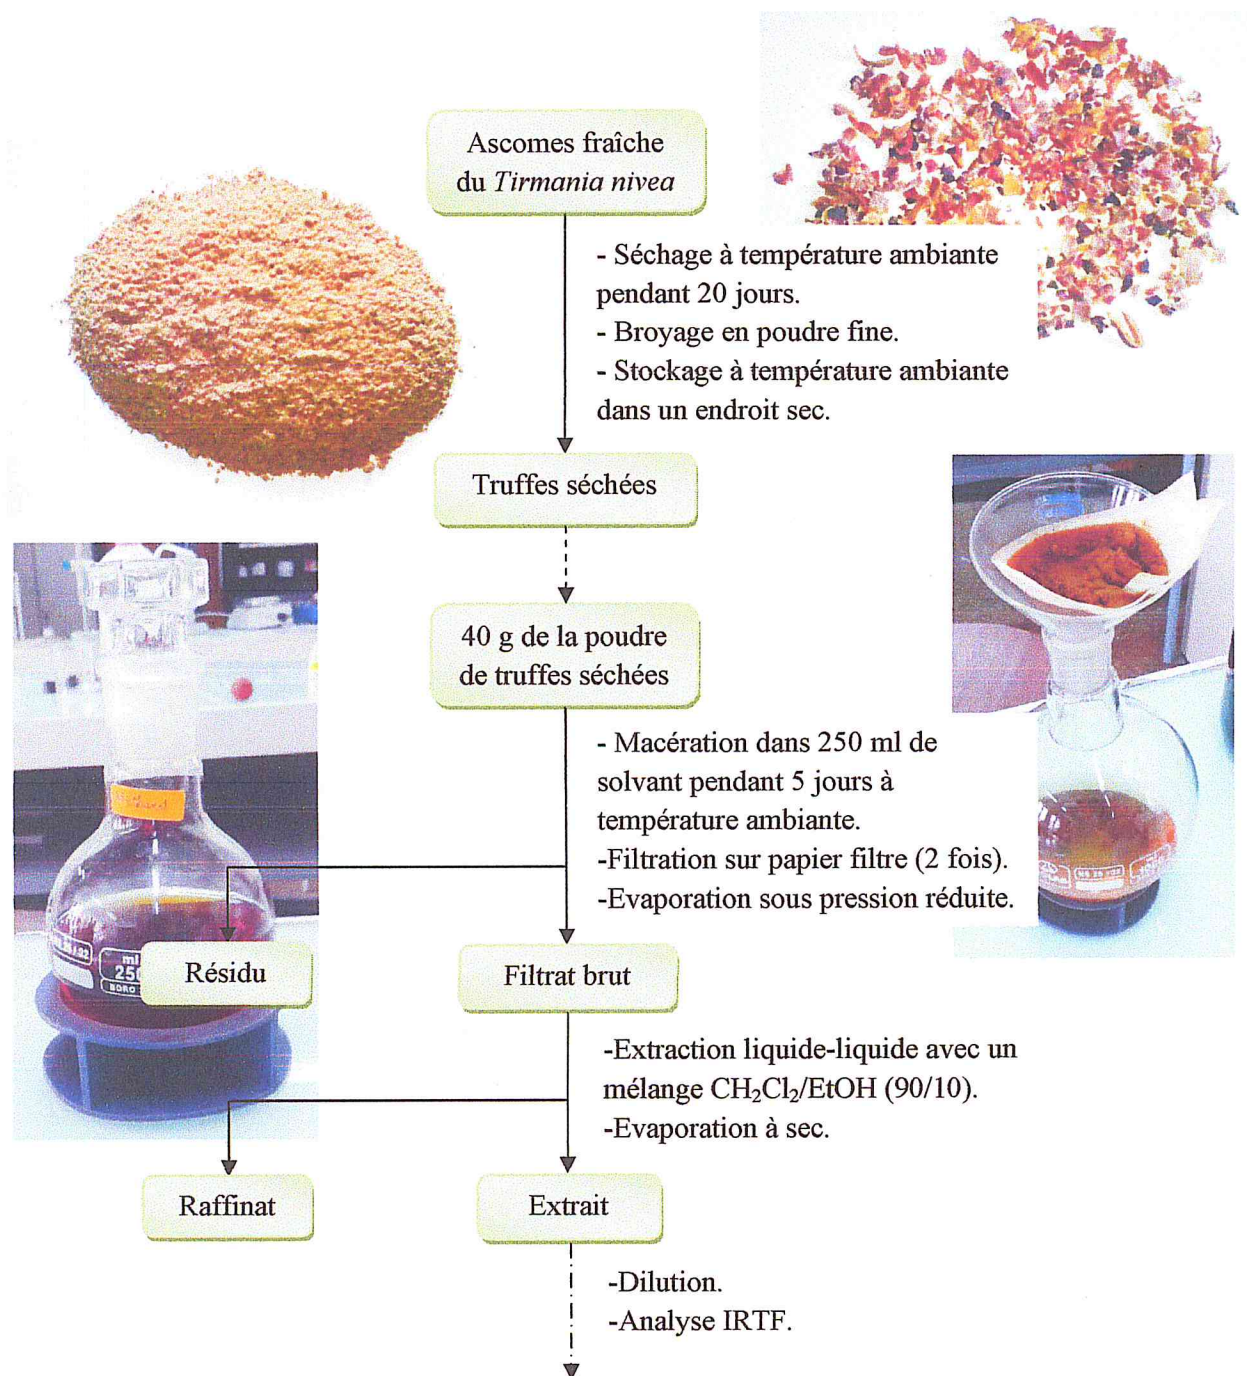 Ascomes fraîche
du Tirmania nivea
- Séchage à température ambiante
pendant 20 jours.
- Broyage en poudre fine.
- Stockage à température ambiante
dans un endroit sec.
Truffes séchées
40 g de la poudre
de truffes séchées
- Macération dans 250 ml de
solvant pendant 5 jours à
température ambiante.
-Filtration sur papier filtre (2 fois).
-Evaporation sous pression réduite.
Résidu
Filtrat brut
ml
250
BORO
-Extraction liquide-liquide avec un
mélange CH₂Cl₂/EtOH (90/10).
-Evaporation à sec.
Raffinat
Extrait
-Dilution.
-Analyse IRTF.